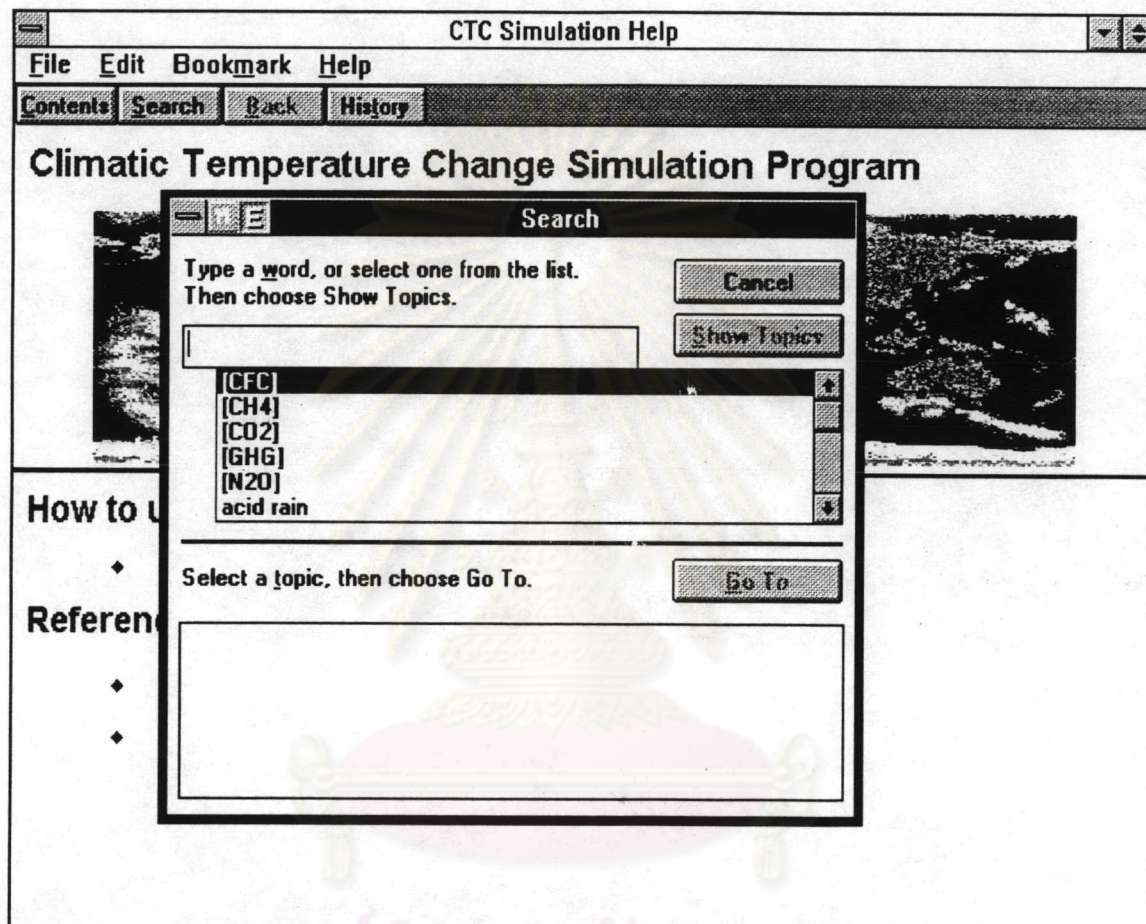 CTC Simulation Help
File Edit Bookmark Help
Contents Search Back History
Climatic Temperature Change Simulation Program
Search
Type a word, or select one from the list.
Then choose Show Topics.
Cancel
Show Topics
[CFC]
[CH4]
[CO2]
[GHG]
[N2O]
acid rain
How to u
Select a topic, then choose Go To.
Go To
Referen